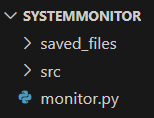 SYSTEMMONITOR
saved_files
src
monitor.py